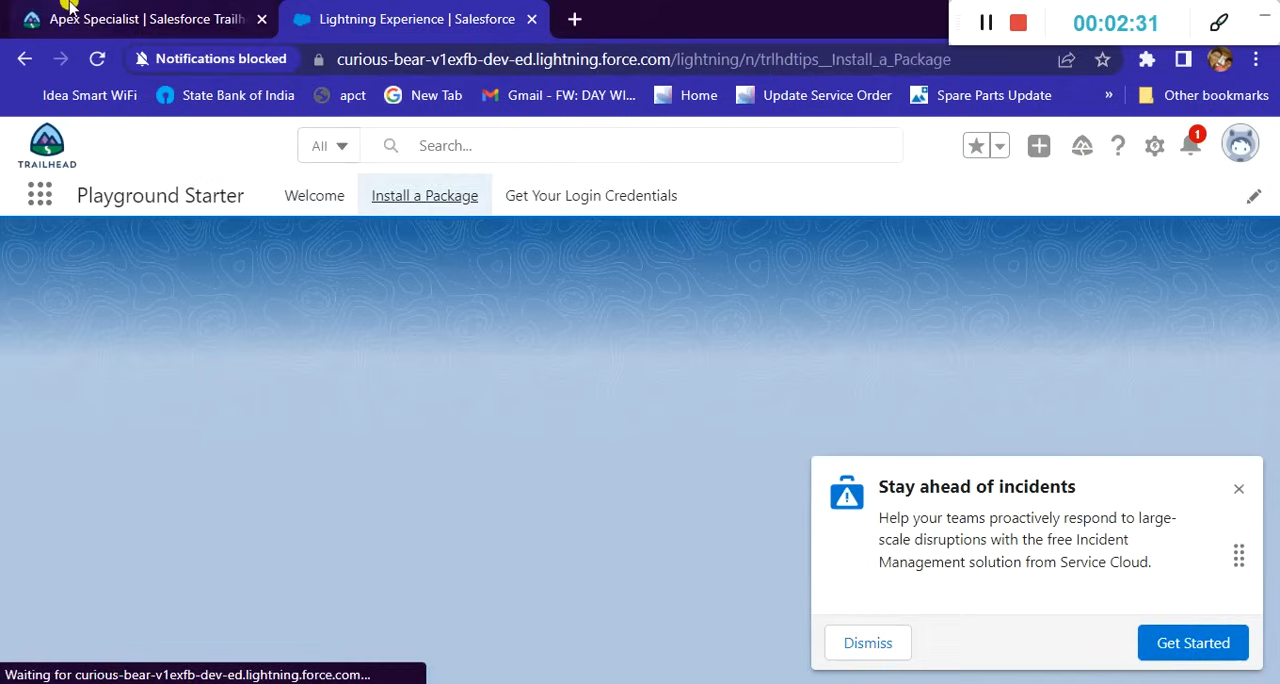 Apex Specialist | Salesforce Trailh
Lightning Experience | Salesforce
00:02:31
Notifications blocked
curious-bear-v1exfb-dev-ed.lightning.force.com/lightning/n/trlhdtips__Install_a_Package
Idea Smart WiFi
State Bank of India
apct
New Tab
Gmail - FW: DAY WI...
Home
Update Service Order
Spare Parts Update
»
Other bookmarks
TRAILHEAD
All
Search...
1
Playground Starter
Welcome
Install a Package
Get Your Login Credentials
Stay ahead of incidents
Help your teams proactively respond to large-
scale disruptions with the free Incident
Management solution from Service Cloud.
Dismiss
Get Started
Waiting for curious-bear-v1exfb-dev-ed.lightning.force.com...